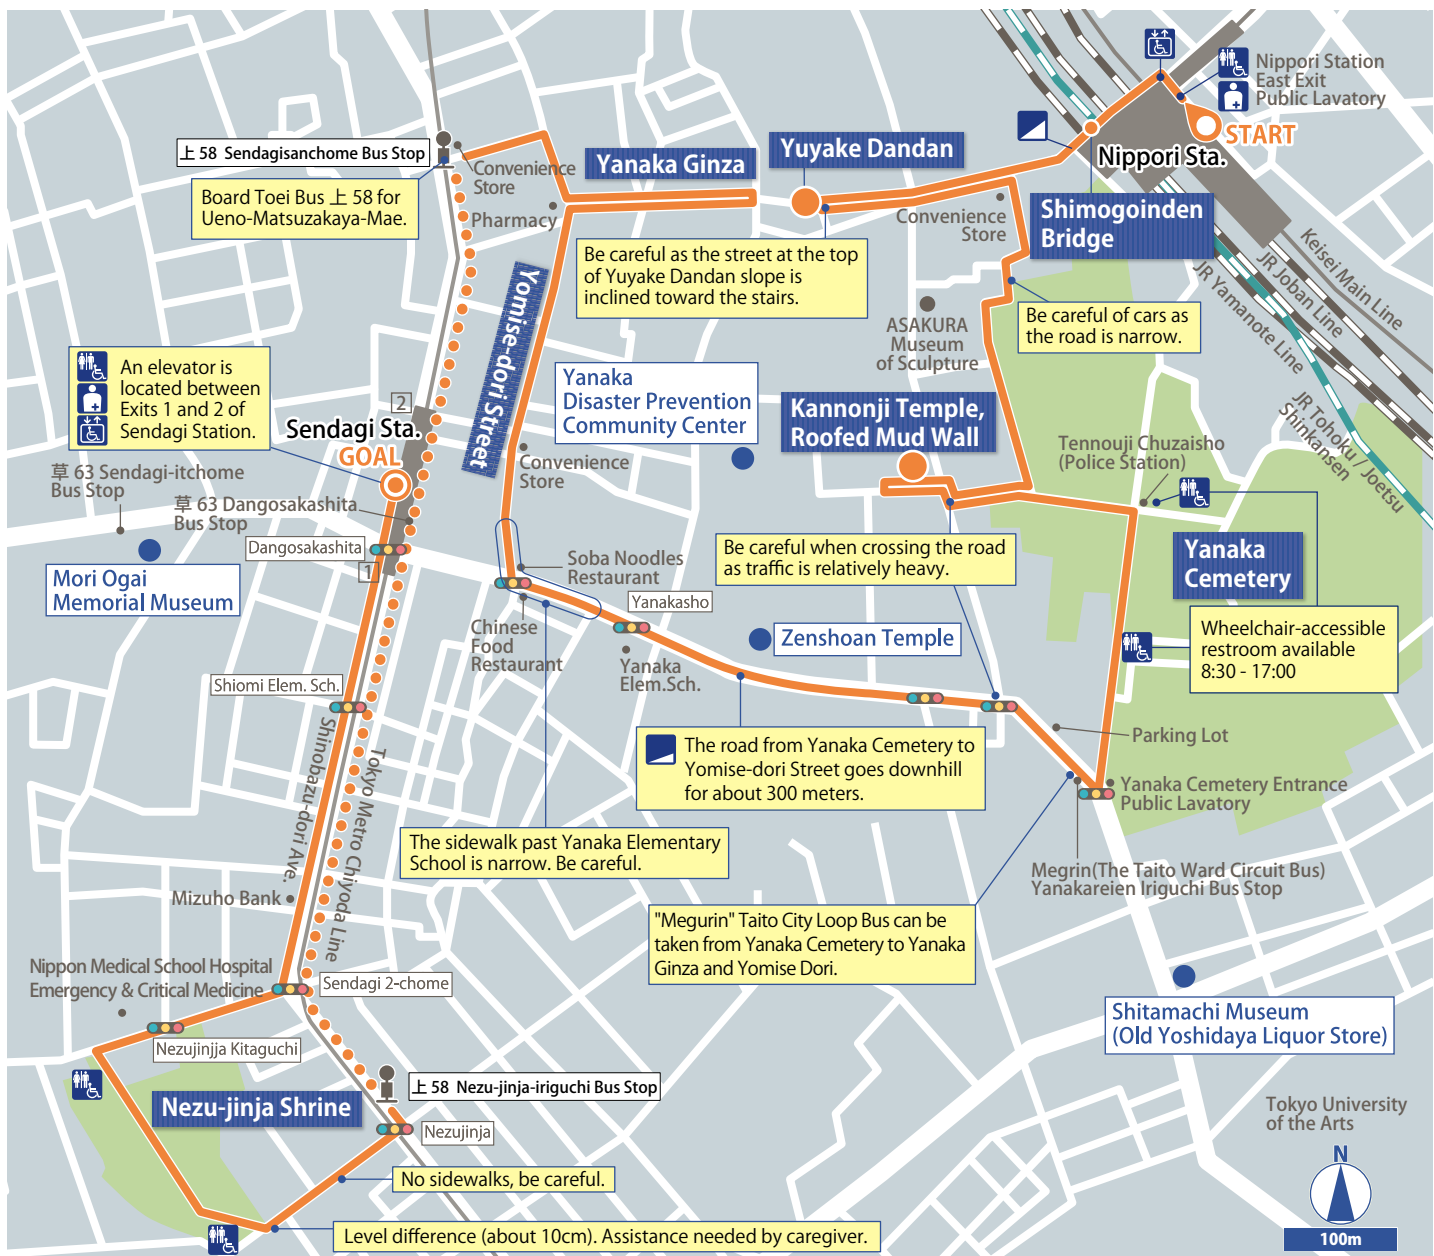 Nippori Station
East Exit
Public Lavatory
START
Nippori Sta.
上 58 Sendagisanchome Bus Stop
Board Toei Bus 上 58 for
Ueno-Matsuzakaya-Mae.
Convenience
Store
Pharmacy
Yanaka Ginza
Yuyake Dandan
Convenience
Store
Shimogoinden
Bridge
Be careful as the street at the top
of Yuyake Dandan slope is
inclined toward the stairs.
Keisei Main Line
JR Joban Line
JR Yamanote Line
JR Tohoku / Joetsu
Shinkansen
Be careful of cars as
the road is narrow.
ASAKURA
Museum
of Sculpture
Yomise-dori Street
An elevator is
located between
Exits 1 and 2 of
Sendagi Station.
2
Sendagi Sta.
GOAL
Yanaka
Disaster Prevention
Community Center
Kannonji Temple,
Roofed Mud Wall
Tennouji Chuzaisho
(Police Station)
Convenience
Store
草 63 Sendagi-itchome
Bus Stop
草 63 Dangosakashita
Bus Stop
Dangosakashita
1
Mori Ogai
Memorial Museum
Soba Noodles
Restaurant
Be careful when crossing the road
as traffic is relatively heavy.
Yanaka
Cemetery
Yanakasho
Chinese
Food
Restaurant
Yanaka
Elem.Sch.
Zenshoan Temple
Wheelchair-accessible
restroom available
8:30 - 17:00
Shiomi Elem. Sch.
Shinobazu-dori Ave.
Tokyo Metro Chiyoda Line
The road from Yanaka Cemetery to
Yomise-dori Street goes downhill
for about 300 meters.
Parking Lot
Yanaka Cemetery Entrance
Public Lavatory
The sidewalk past Yanaka Elementary
School is narrow. Be careful.
Megrin(The Taito Ward Circuit Bus)
Yanakareien Iriguchi Bus Stop
Mizuho Bank
"Megurin" Taito City Loop Bus can be
taken from Yanaka Cemetery to Yanaka
Ginza and Yomise Dori.
Nippon Medical School Hospital
Emergency & Critical Medicine
Sendagi 2-chome
Nezujinjja Kitaguchi
Shitamachi Museum
(Old Yoshidaya Liquor Store)
上 58 Nezu-jinja-iriguchi Bus Stop
Nezu-jinja Shrine
Nezujinja
Tokyo University
of the Arts
No sidewalks, be careful.
Level difference (about 10cm). Assistance needed by caregiver.
N
100m